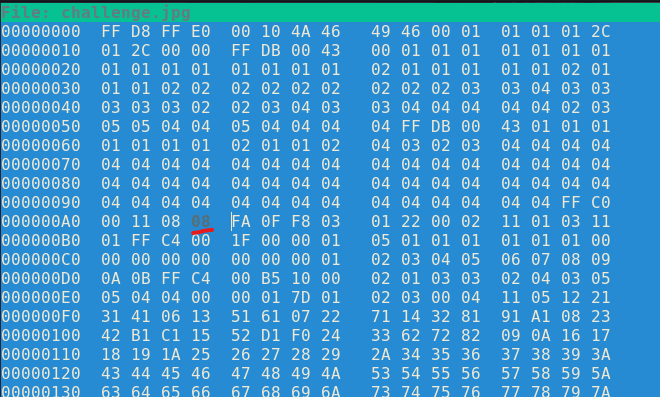 File: challenge.jpg
00000000 FF D8 FF E0 00 10 4A 46 49 46 00 01 01 01 01 2C
00000010 01 2C 00 00 FF DB 00 43 00 01 01 01 01 01 01 01
00000020 01 01 01 01 01 01 01 01 02 01 01 01 01 01 02 01
00000030 01 01 02 02 02 02 02 02 02 02 02 03 03 04 03 03
00000040 03 03 03 02 02 03 04 03 03 04 04 04 04 04 02 03
00000050 05 05 04 04 05 04 04 04 04 FF DB 00 43 01 01 01
00000060 01 01 01 01 02 01 01 02 04 03 02 03 04 04 04 04
00000070 04 04 04 04 04 04 04 04 04 04 04 04 04 04 04 04
00000080 04 04 04 04 04 04 04 04 04 04 04 04 04 04 04 04
00000090 04 04 04 04 04 04 04 04 04 04 04 04 04 04 FF C0
000000A0 00 11 08 08 FA 0F F8 03 01 22 00 02 11 01 03 11
000000B0 01 FF C4 00 1F 00 00 01 05 01 01 01 01 01 01 00
000000C0 00 00 00 00 00 00 00 01 02 03 04 05 06 07 08 09
000000D0 0A 0B FF C4 00 B5 10 00 02 01 03 03 02 04 03 05
000000E0 05 04 04 00 00 01 7D 01 02 03 00 04 11 05 12 21
000000F0 31 41 06 13 51 61 07 22 71 14 32 81 91 A1 08 23
00000100 42 B1 C1 15 52 D1 F0 24 33 62 72 82 09 0A 16 17
00000110 18 19 1A 25 26 27 28 29 2A 34 35 36 37 38 39 3A
00000120 43 44 45 46 47 48 49 4A 53 54 55 56 57 58 59 5A
00000130 63 64 65 66 67 68 69 6A 73 74 75 76 77 78 79 7A